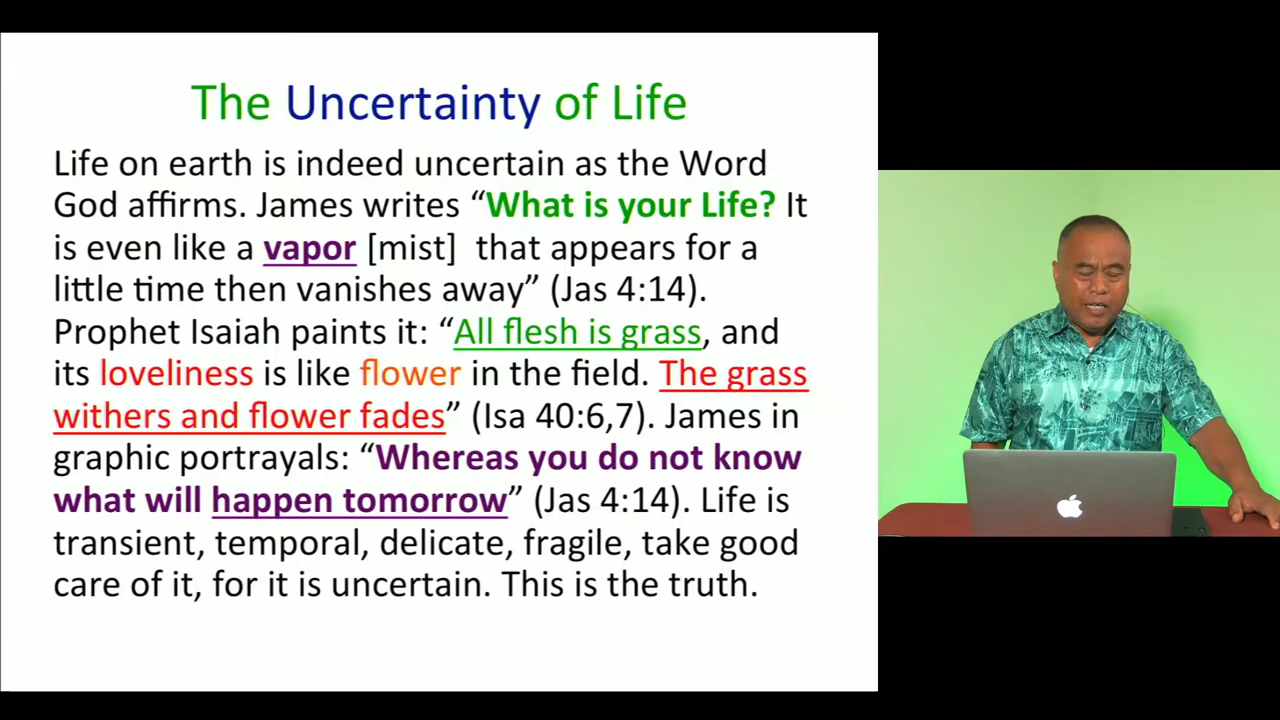 The Uncertainty of Life
Life on earth is indeed uncertain as the Word
God affirms. James writes “What is your Life? It
is even like a vapor [mist]  that appears for a
little time then vanishes away” (Jas 4:14).
Prophet Isaiah paints it: “All flesh is grass, and
its loveliness is like flower in the field. The grass
withers and flower fades” (Isa 40:6,7). James in
graphic portrayals: “Whereas you do not know
what will happen tomorrow” (Jas 4:14). Life is
transient, temporal, delicate, fragile, take good
care of it, for it is uncertain. This is the truth.